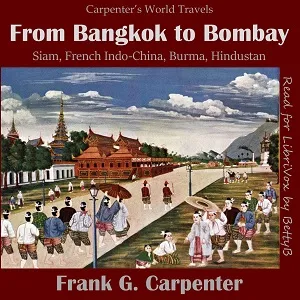 Carpenter's World Travels
From Bangkok to Bombay
Siam, French Indo-China, Burma, Hindustan
Read for LibriVox by BettyB
Frank G. Carpenter